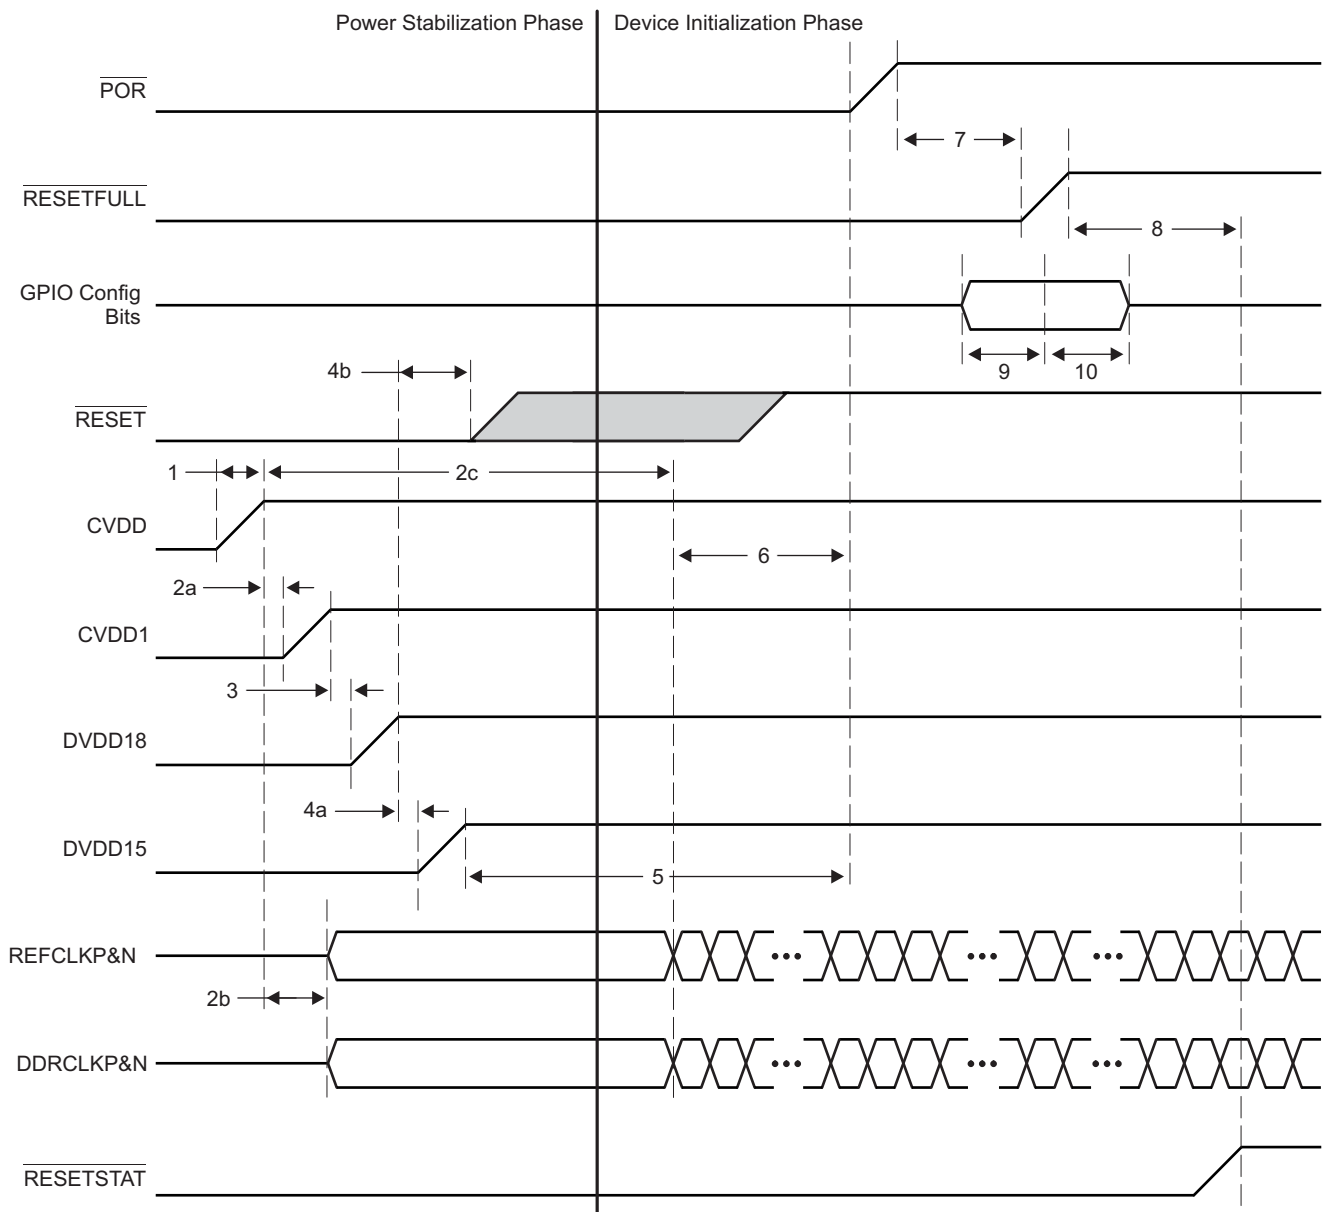 Power Stabilization Phase
Device Initialization Phase
POR
7
RESETFULL
8
GPIO Config
Bits
9
10
4b
RESET
1
2c
CVDD
6
2a
CVDD1
3
DVDD18
4a
DVDD15
5
REFCLKP&N
2b
DDRCLKP&N
RESETSTAT